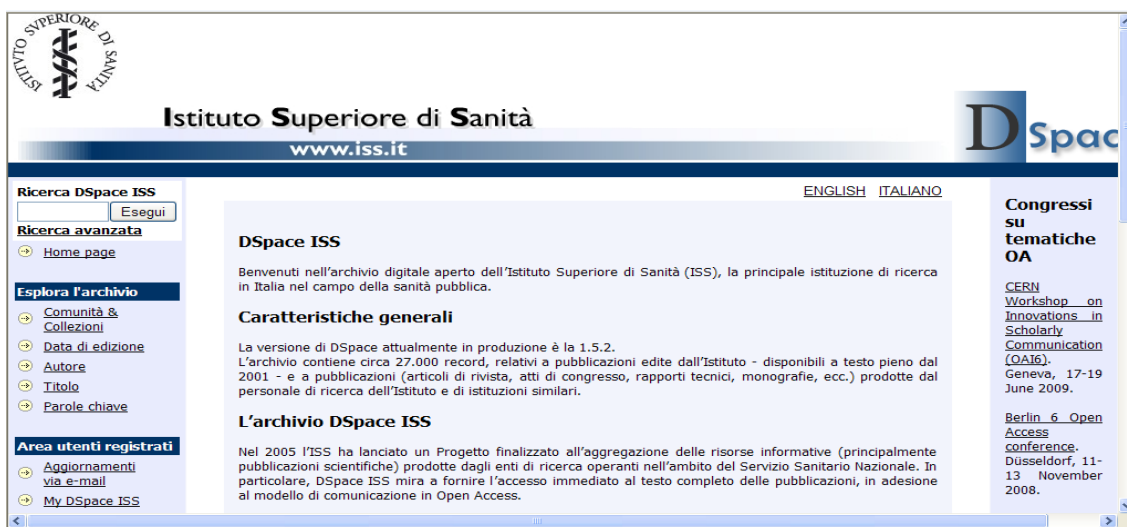 ISTITVTO SVPERIORE DI SANITÀ
Istituto Superiore di Sanità
www.iss.it
DSpac
Ricerca DSpace ISS
Esegui
Ricerca avanzata
Home page
Esplora l'archivio
Comunità &
Collezioni
Data di edizione
Autore
Titolo
Parole chiave
Area utenti registrati
Aggiornamenti
via e-mail
My DSpace ISS
ENGLISH ITALIANO
DSpace ISS
Benvenuti nell'archivio digitale aperto dell'Istituto Superiore di Sanità (ISS), la principale istituzione di ricerca
in Italia nel campo della sanità pubblica.
Caratteristiche generali
La versione di DSpace attualmente in produzione è la 1.5.2.
L'archivio contiene circa 27.000 record, relativi a pubblicazioni edite dall'Istituto - disponibili a testo pieno dal
2001 - e a pubblicazioni (articoli di rivista, atti di congresso, rapporti tecnici, monografie, ecc.) prodotte dal
personale di ricerca dell'Istituto e di istituzioni similari.
L'archivio DSpace ISS
Nel 2005 l'ISS ha lanciato un Progetto finalizzato all'aggregazione delle risorse informative (principalmente
pubblicazioni scientifiche) prodotte dagli enti di ricerca operanti nell'ambito del Servizio Sanitario Nazionale. In
particolare, DSpace ISS mira a fornire l'accesso immediato al testo completo delle pubblicazioni, in adesione
al modello di comunicazione in Open Access.
Congressi
su
tematiche
OA
CERN
Workshop on
Innovations in
Scholarly
Communication
(OAI6).
Geneva, 17-19
June 2009.
Berlin 6 Open
Access
conference.
Düsseldorf, 11-
13 November
2008.